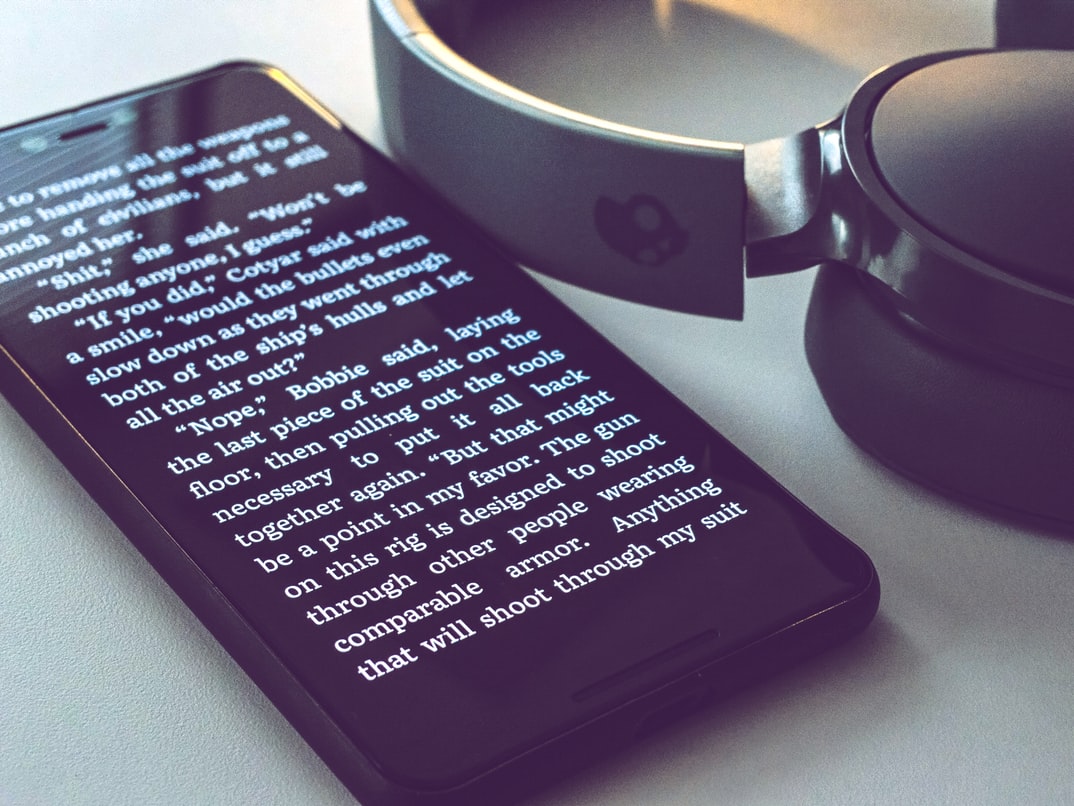 to remove all the weapons
ore handing the suit off to a
unch of civilians, but it still
annoyed her.
“Shit,” she said. “Won’t be
shooting anyone, I guess.”
“If you did,” Cotyar said with
a smile, “would the bullets even
slow down as they went through
both of the ship’s hulls and let
all the air out?”
“Nope,” Bobbie said, laying
the last piece of the suit on the
floor, then pulling out the tools
necessary to put it all back
together again. “But that might
be a point in my favor. The gun
on this rig is designed to shoot
through other people wearing
comparable armor. Anything
that will shoot through my suit